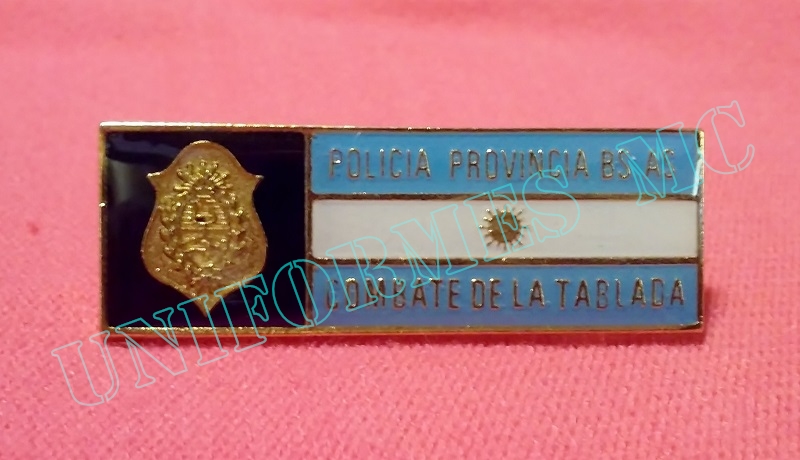 POLICIA PROVINCIA BS·AS
COMBATE DE LA TABLADA
UNIFORMES MC